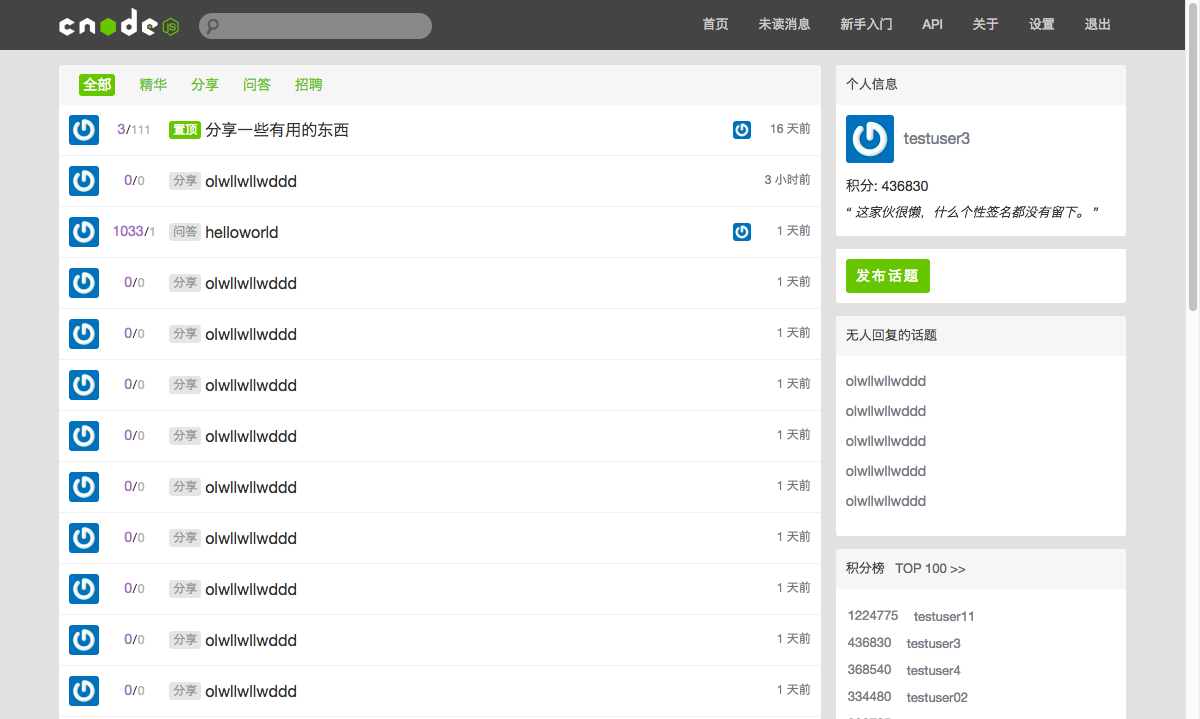 cnode JS 首页 未读消息 新手入门 API 关于 设置 退出
全部 精华 分享 问答 招聘
3/111 置顶 分享一些有用的东西 16 天前
0/0 分享 olwllwllwddd 3 小时前
1033/1 问答 helloworld 1 天前
0/0 分享 olwllwllwddd 1 天前
0/0 分享 olwllwllwddd 1 天前
0/0 分享 olwllwllwddd 1 天前
0/0 分享 olwllwllwddd 1 天前
0/0 分享 olwllwllwddd 1 天前
0/0 分享 olwllwllwddd 1 天前
0/0 分享 olwllwllwddd 1 天前
0/0 分享 olwllwllwddd 1 天前
0/0 分享 olwllwllwddd 1 天前
个人信息
testuser3
积分: 436830
“ 这家伙很懒，什么个性签名都没有留下。 ”
发布话题
无人回复的话题
olwllwllwddd
olwllwllwddd
olwllwllwddd
olwllwllwddd
olwllwllwddd
积分榜 TOP 100 >>
1224775 testuser11
436830 testuser3
368540 testuser4
334480 testuser02